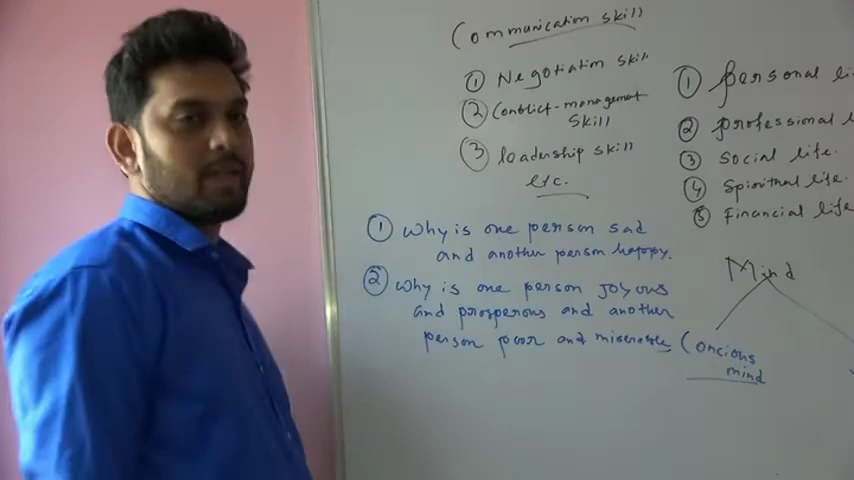 Communication skill
① Negotiation skill
② Conflict-management
skill
③ leadership skill
etc.
① personal li
② professional l
③ social life.
④ Spiritual life.
⑤ Financial life
① why is one person sad
and another person happy.
② why is one person joyous
and prosperous and another
person poor and miserable
Mind
Concious
mind